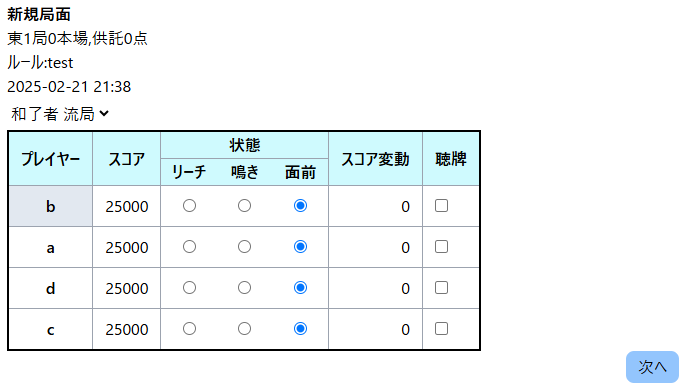 新規局面
東1局0本場,供託0点
ルール:test
2025-02-21 21:38
和了者 流局
プレイヤー スコア 状態 スコア変動 聴牌
リーチ 鳴き 面前
b 25000 0
a 25000 0
d 25000 0
c 25000 0
次へ